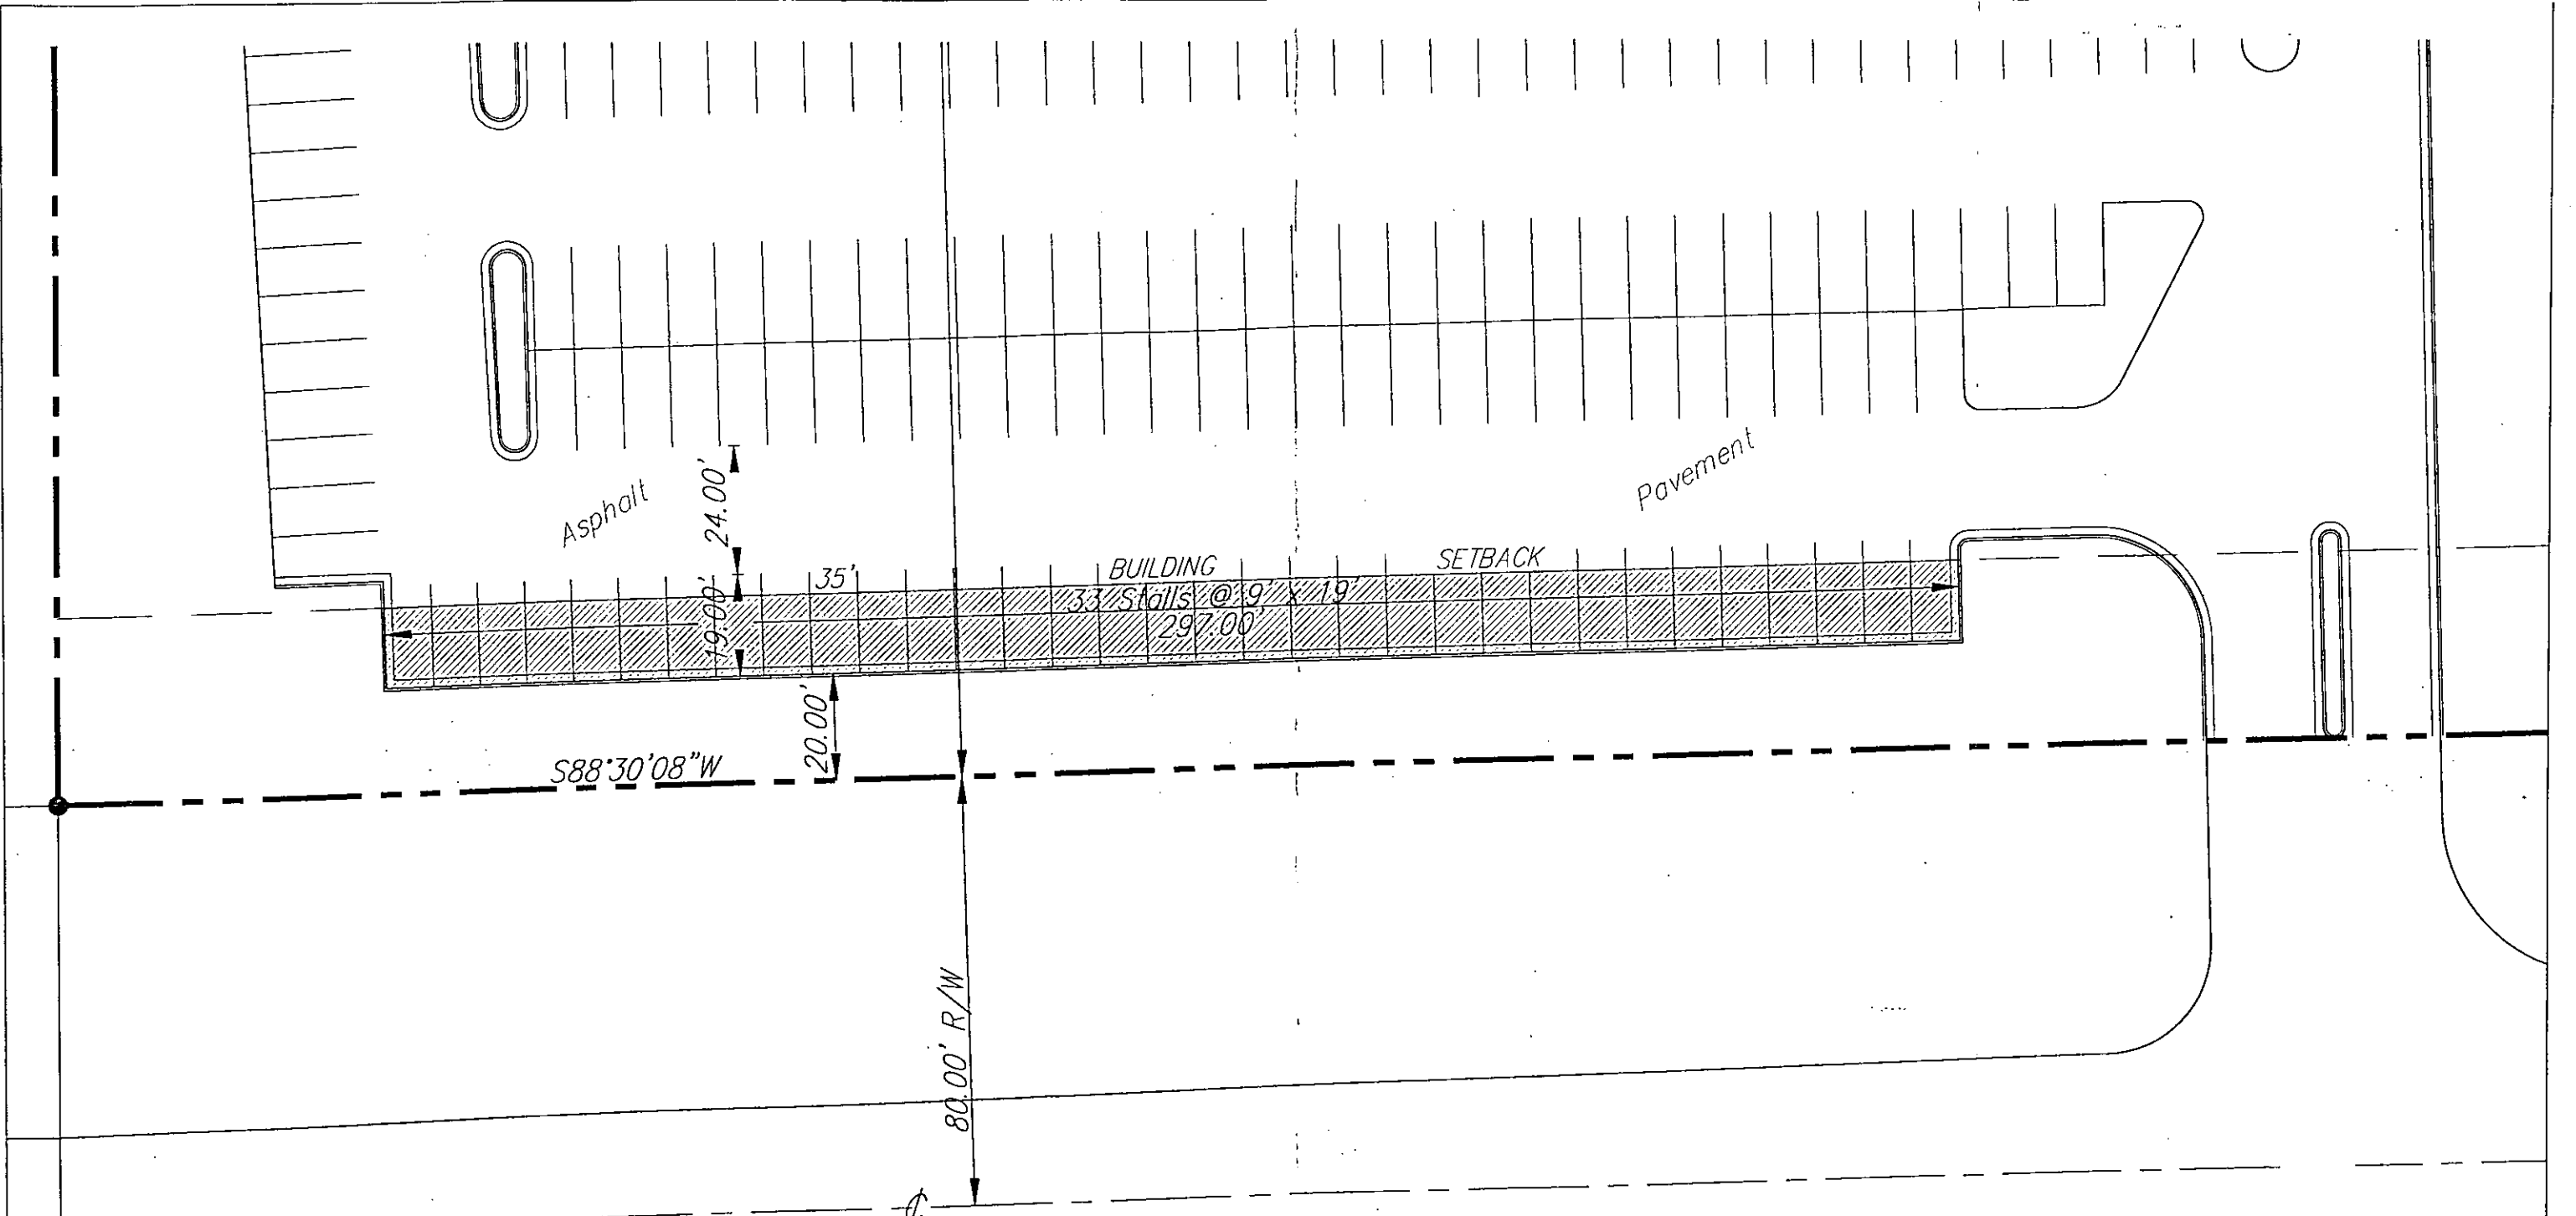 Asphalt
Pavement
24.00'
35' BUILDING SETBACK
19.00'
33 Stalls @ 9' x 19'
297.00'
20.00'
S88°30'08"W
80.00' R/W
℄